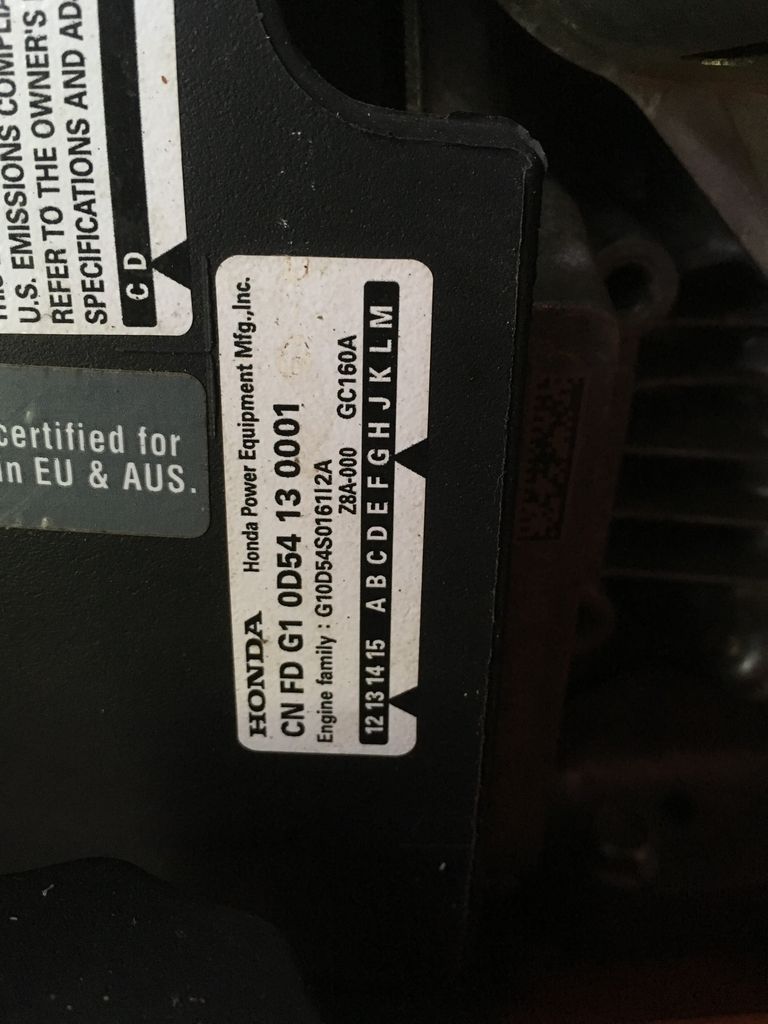 U.S. EMISSIONS COMPLIA
REFER TO THE OWNER'S
SPECIFICATIONS AND AD
C D
certified for
in EU & AUS.
HONDA Honda Power Equipment Mfg.,Inc.
CN FD G1 0D54 13 0001
Engine family : G10D54S0161I2A
Z8A-000 GC160A
12 13 14 15 A B C D E F G H J K L M